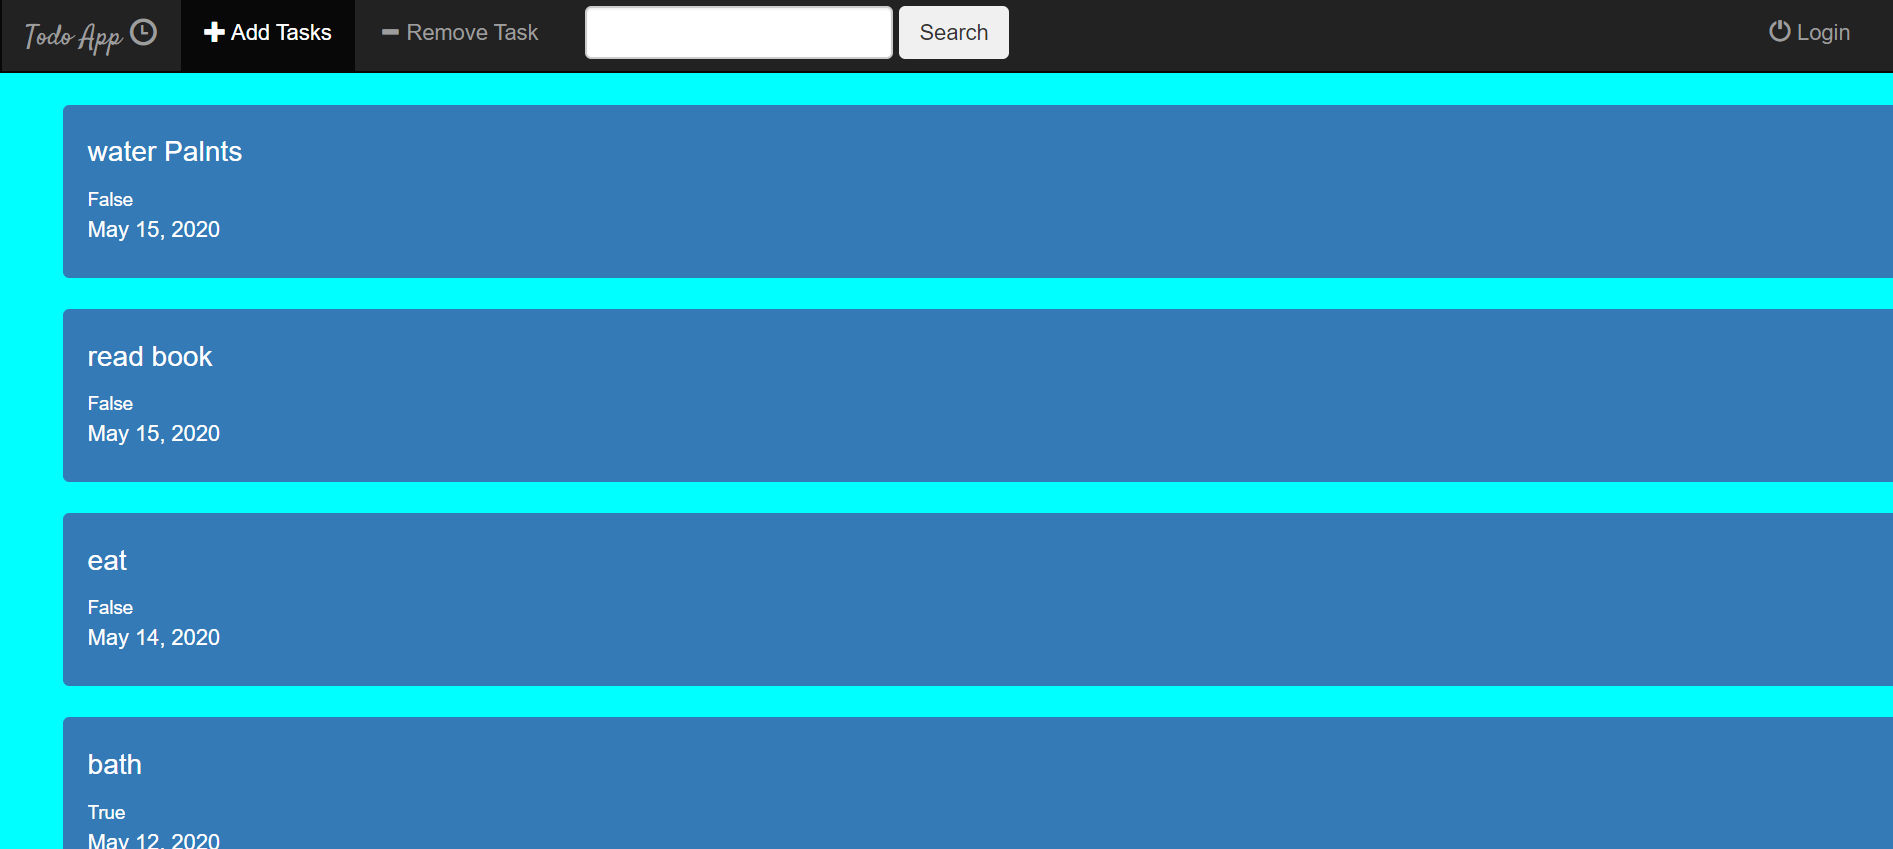 Todo App Add Tasks Remove Task Search Login
water Palnts
False
May 15, 2020
read book
False
May 15, 2020
eat
False
May 14, 2020
bath
True
May 12, 2020